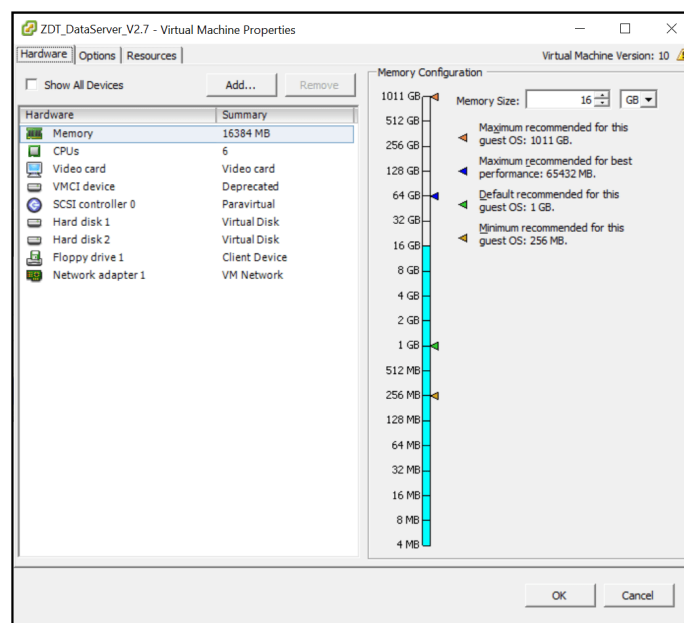 ZDT_DataServer_V2.7 - Virtual Machine Properties
Hardware Options Resources
Virtual Machine Version: 10
Show All Devices
Add...
Remove
Hardware Summary
Memory 16384 MB
CPUs 6
Video card Video card
VMCI device Deprecated
SCSI controller 0 Paravirtual
Hard disk 1 Virtual Disk
Hard disk 2 Virtual Disk
Floppy drive 1 Client Device
Network adapter 1 VM Network
Memory Configuration
Memory Size: 16 GB
1011 GB
512 GB
256 GB
128 GB
64 GB
32 GB
16 GB
8 GB
4 GB
2 GB
1 GB
512 MB
256 MB
128 MB
64 MB
32 MB
16 MB
8 MB
4 MB
Maximum recommended for this
guest OS: 1011 GB.
Maximum recommended for best
performance: 65432 MB.
Default recommended for this
guest OS: 1 GB.
Minimum recommended for this
guest OS: 256 MB.
OK
Cancel